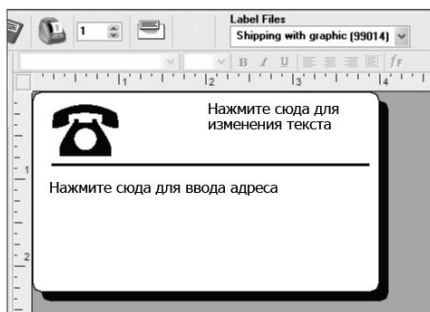 Label Files
1
Shipping with graphic (99014)
B I U fF
1 2 3 4
Нажмите сюда для
изменения текста
1
Нажмите сюда для ввода адреса
2